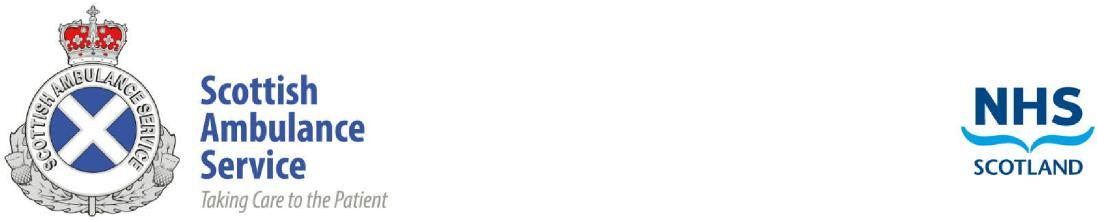 SCOTTISH AMBULANCE SERVICE
Scottish
Ambulance
Service
Taking Care to the Patient
NHS
SCOTLAND